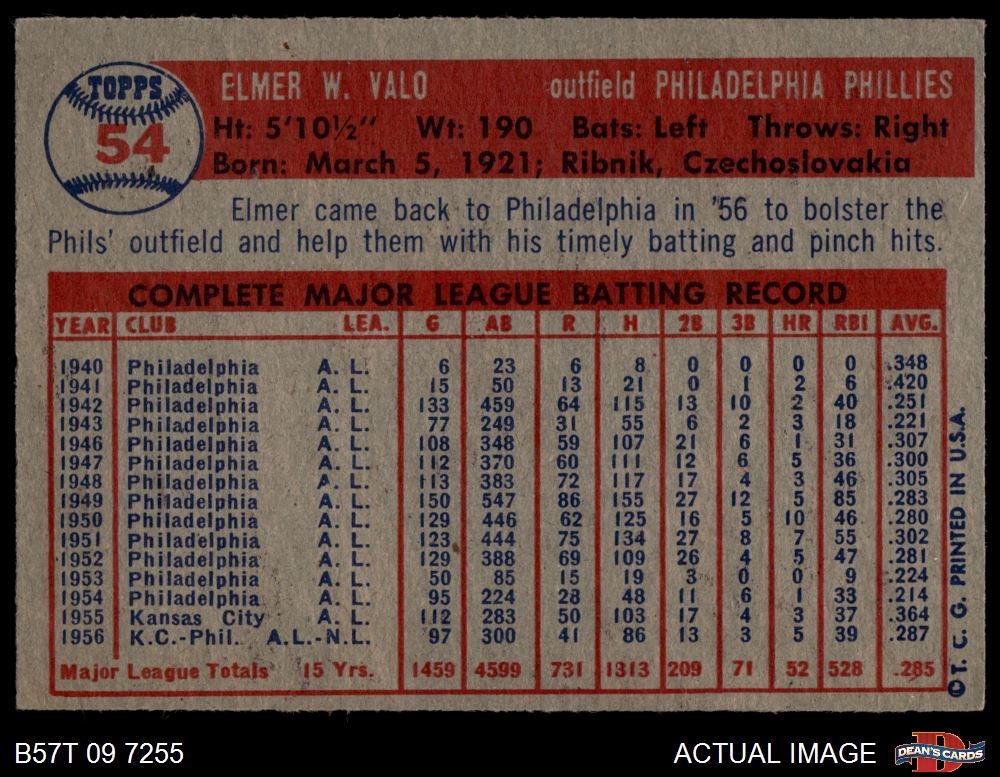 TOPPS
54
ELMER W. VALO outfield PHILADELPHIA PHILLIES
Ht: 5'10½" Wt: 190 Bats: Left Throws: Right
Born: March 5, 1921; Ribnik, Czechoslovakia
Elmer came back to Philadelphia in '56 to bolster the
Phils' outfield and help them with his timely batting and pinch hits.
COMPLETE MAJOR LEAGUE BATTING RECORD
YEAR CLUB LEA. G AB R H 2B 3B HR RBI AVG.
1940 Philadelphia A. L. 6 23 6 8 0 0 0 0 .348
1941 Philadelphia A. L. 15 50 13 21 0 1 2 6 .420
1942 Philadelphia A. L. 133 459 64 115 13 10 2 40 .251
1943 Philadelphia A. L. 77 249 31 55 6 2 3 18 .221
1946 Philadelphia A. L. 108 348 59 107 21 6 1 31 .307
1947 Philadelphia A. L. 112 370 60 111 12 6 5 36 .300
1948 Philadelphia A. L. 113 383 72 117 17 4 3 46 .305
1949 Philadelphia A. L. 150 547 86 155 27 12 5 85 .283
1950 Philadelphia A. L. 129 446 62 125 16 5 10 46 .280
1951 Philadelphia A. L. 123 444 75 134 27 8 7 55 .302
1952 Philadelphia A. L. 129 388 69 109 26 4 5 47 .281
1953 Philadelphia A. L. 50 85 15 19 3 0 0 9 .224
1954 Philadelphia A. L. 95 224 28 48 11 6 1 33 .214
1955 Kansas City A. L. 112 283 50 103 17 4 3 37 .364
1956 K.C.-Phil. A.L.-N.L. 97 300 41 86 13 3 5 39 .287
Major League Totals 15 Yrs. 1459 4599 731 1313 209 71 52 528 .285
©T. C. G. PRINTED IN U.S.A.
B57T 09 7255 ACTUAL IMAGE
D
DEAN'S CARDS